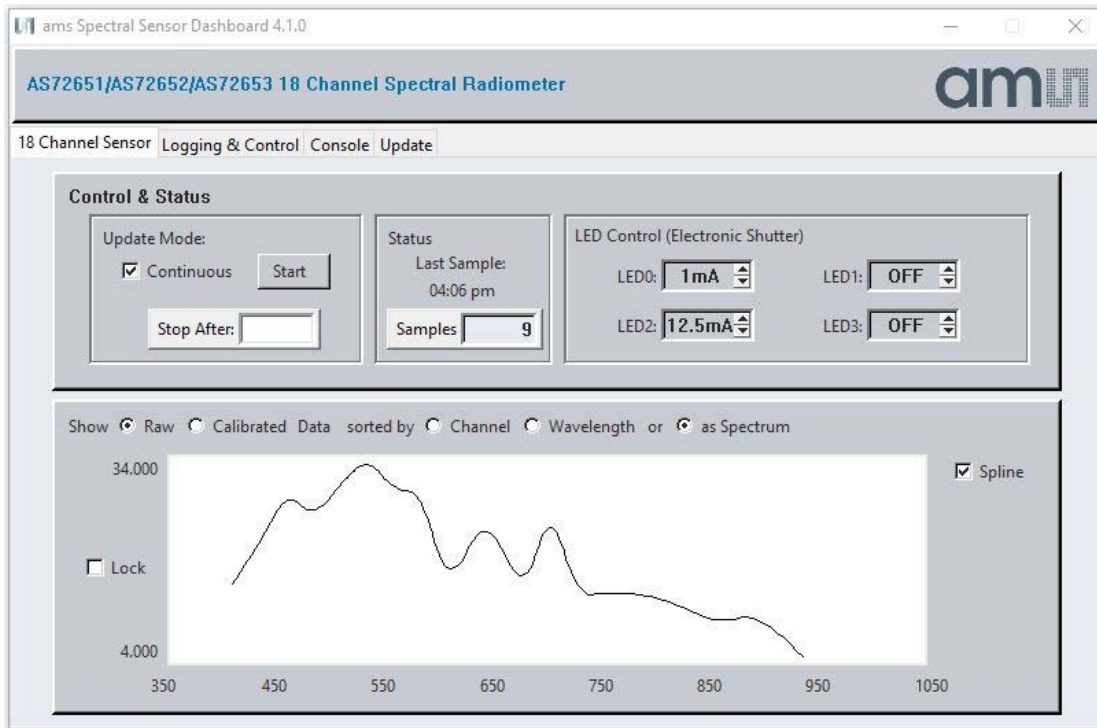 ams Spectral Sensor Dashboard 4.1.0
AS72651/AS72652/AS72653 18 Channel Spectral Radiometer
am
18 Channel Sensor Logging & Control Console Update
Control & Status
Update Mode:
Continuous Start
Stop After:
Status
Last Sample:
04:06 pm
Samples 9
LED Control (Electronic Shutter)
LED0: 1mA LED1: OFF
LED2: 12.5mA LED3: OFF
Show Raw Calibrated Data sorted by Channel Wavelength or as Spectrum
34.000
Spline
Lock
4.000
350 450 550 650 750 850 950 1050